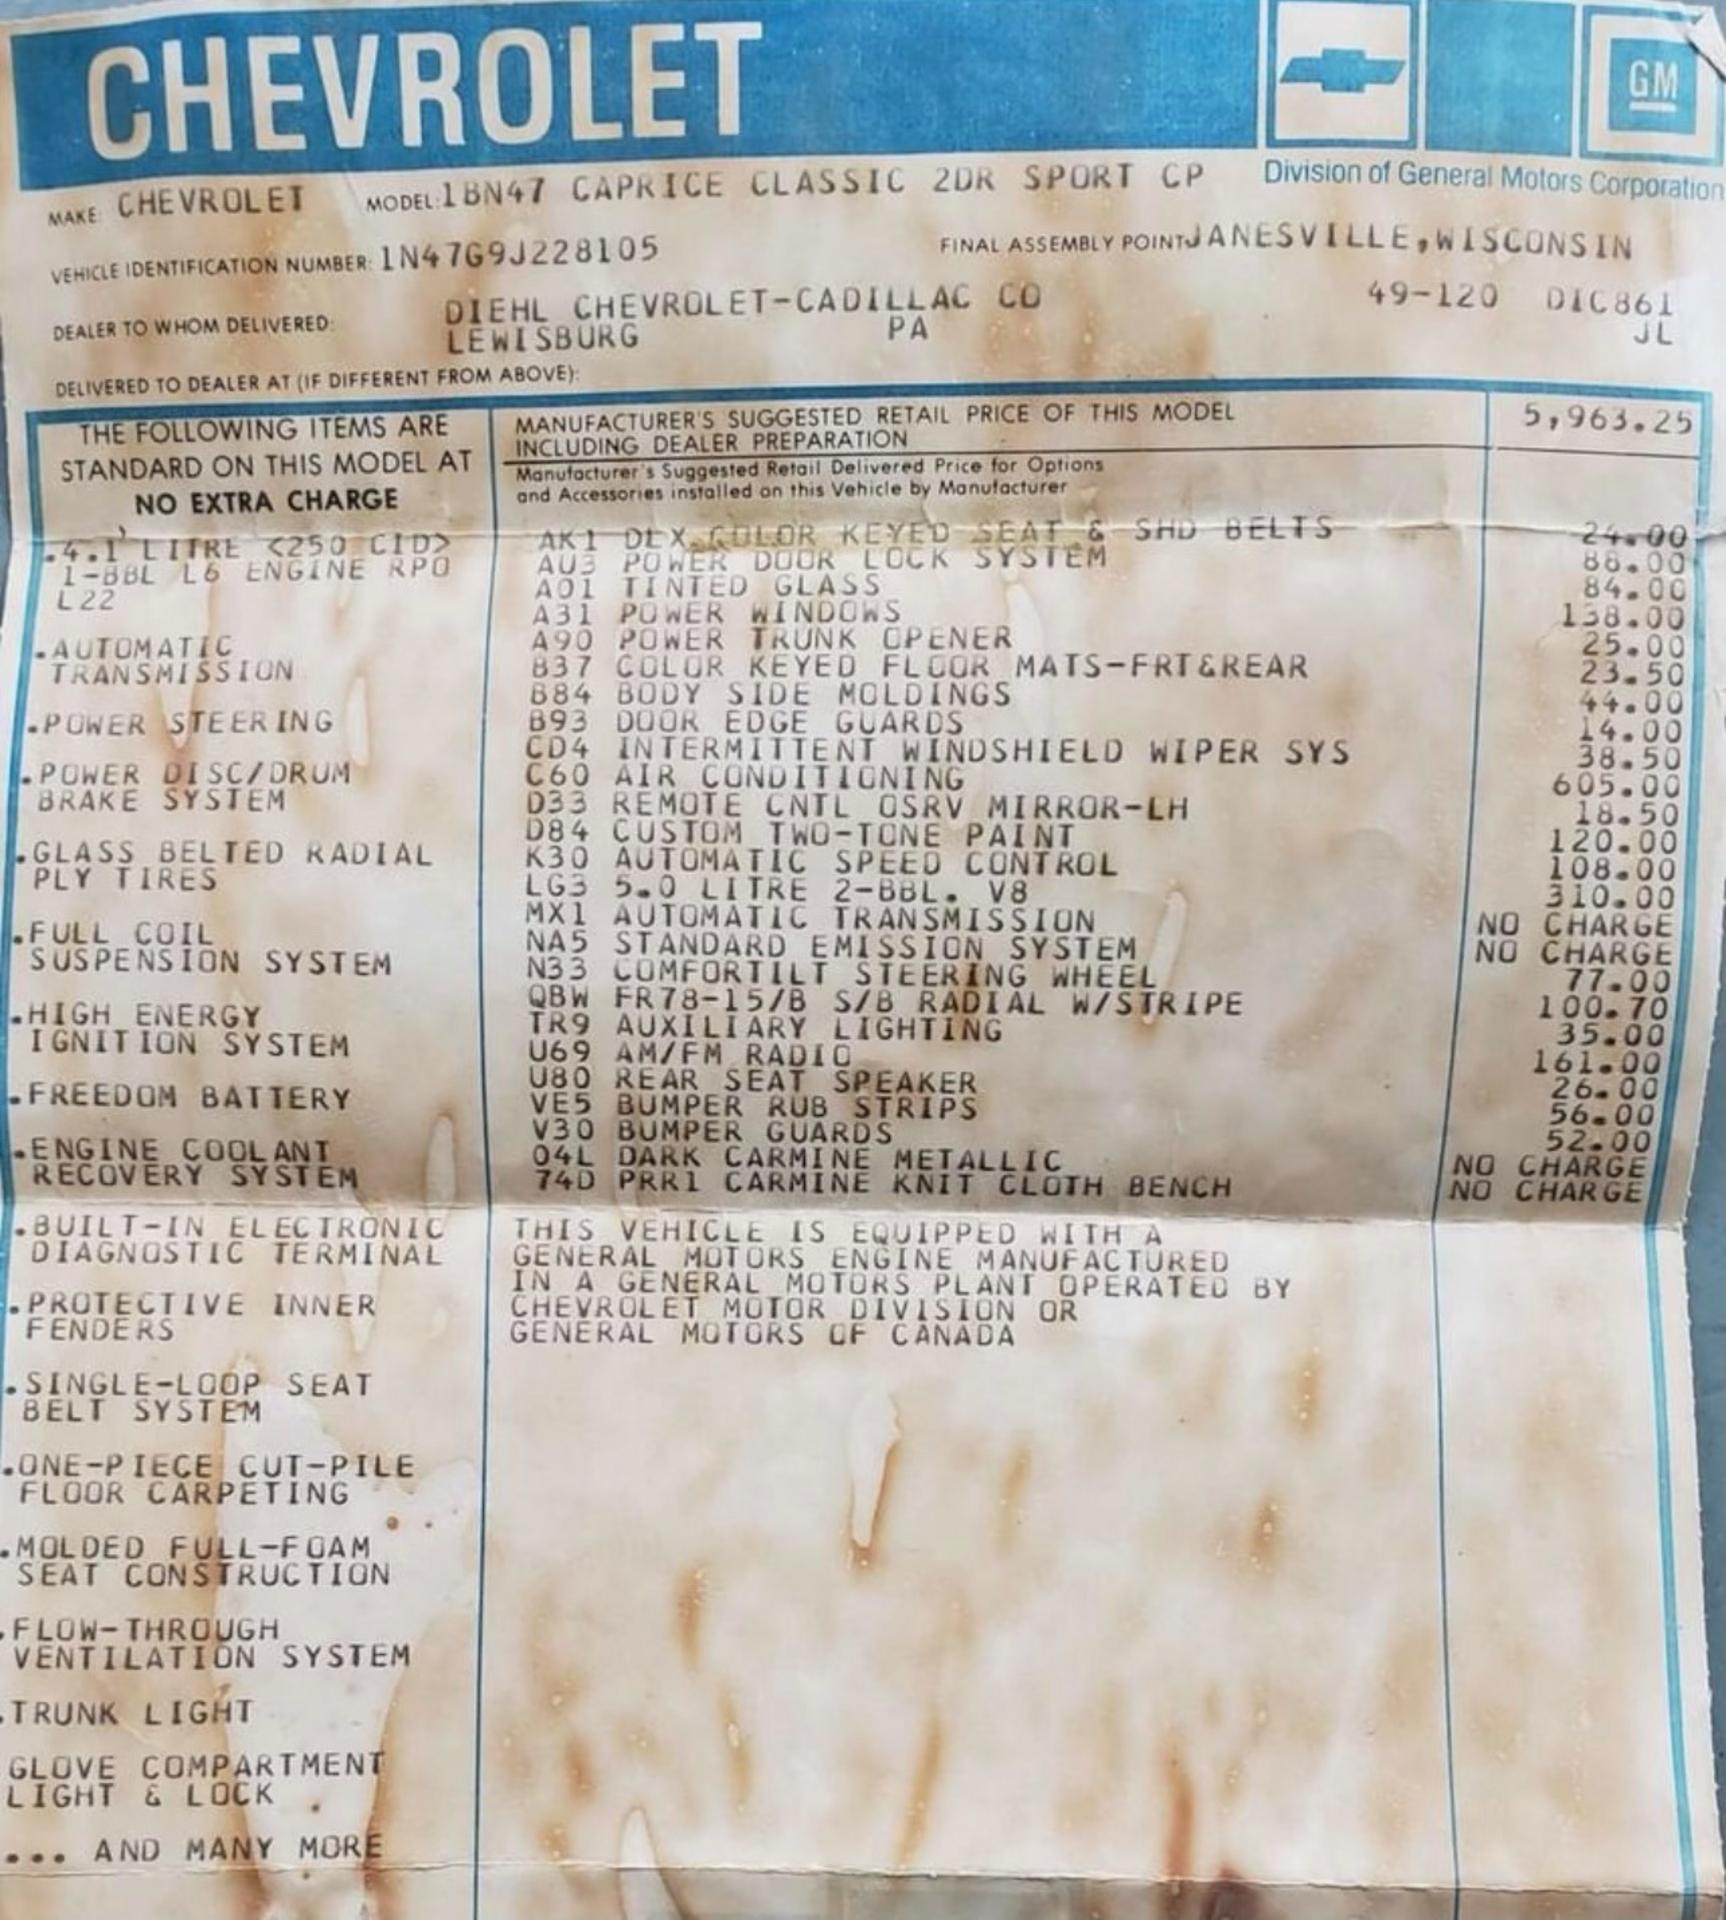 CHEVROLET
GM
Division of General Motors Corporation
MAKE: CHEVROLET MODEL: 1BN47 CAPRICE CLASSIC 2DR SPORT CP
VEHICLE IDENTIFICATION NUMBER: 1N47G9J228105 FINAL ASSEMBLY POINT JANESVILLE,WISCONSIN
DEALER TO WHOM DELIVERED: DIEHL CHEVROLET-CADILLAC CO 49-120 DIC861
LEWISBURG PA JL
DELIVERED TO DEALER AT (IF DIFFERENT FROM ABOVE):
THE FOLLOWING ITEMS ARE
STANDARD ON THIS MODEL AT
NO EXTRA CHARGE
.4.1 LITRE <250 CID>
1-BBL L6 ENGINE RPO
L22
.AUTOMATIC
TRANSMISSION
.POWER STEERING
.POWER DISC/DRUM
BRAKE SYSTEM
.GLASS BELTED RADIAL
PLY TIRES
.FULL COIL
SUSPENSION SYSTEM
.HIGH ENERGY
IGNITION SYSTEM
.FREEDOM BATTERY
.ENGINE COOLANT
RECOVERY SYSTEM
.BUILT-IN ELECTRONIC
DIAGNOSTIC TERMINAL
.PROTECTIVE INNER
FENDERS
.SINGLE-LOOP SEAT
BELT SYSTEM
.ONE-PIECE CUT-PILE
FLOOR CARPETING
.MOLDED FULL-FOAM
SEAT CONSTRUCTION
.FLOW-THROUGH
VENTILATION SYSTEM
.TRUNK LIGHT
GLOVE COMPARTMENT
LIGHT & LOCK
... AND MANY MORE
MANUFACTURER'S SUGGESTED RETAIL PRICE OF THIS MODEL 5,963.25
INCLUDING DEALER PREPARATION
Manufacturer's Suggested Retail Delivered Price for Options
and Accessories installed on this Vehicle by Manufacturer
AK1 DLX COLOR KEYED SEAT & SHD BELTS 24.00
AU3 POWER DOOR LOCK SYSTEM 88.00
A01 TINTED GLASS 84.00
A31 POWER WINDOWS 138.00
A90 POWER TRUNK OPENER 25.00
B37 COLOR KEYED FLOOR MATS-FRT&REAR 23.50
B84 BODY SIDE MOLDINGS 44.00
B93 DOOR EDGE GUARDS 14.00
CD4 INTERMITTENT WINDSHIELD WIPER SYS 38.50
C60 AIR CONDITIONING 605.00
D33 REMOTE CNTL OSRV MIRROR-LH 18.50
D84 CUSTOM TWO-TONE PAINT 120.00
K30 AUTOMATIC SPEED CONTROL 108.00
LG3 5.0 LITRE 2-BBL. V8 310.00
MX1 AUTOMATIC TRANSMISSION NO CHARGE
NA5 STANDARD EMISSION SYSTEM NO CHARGE
N33 COMFORTILT STEERING WHEEL 77.00
QBW FR78-15/B S/B RADIAL W/STRIPE 100.70
TR9 AUXILIARY LIGHTING 35.00
U69 AM/FM RADIO 161.00
U80 REAR SEAT SPEAKER 26.00
VE5 BUMPER RUB STRIPS 56.00
V30 BUMPER GUARDS 52.00
04L DARK CARMINE METALLIC NO CHARGE
74D PRR1 CARMINE KNIT CLOTH BENCH NO CHARGE
THIS VEHICLE IS EQUIPPED WITH A
GENERAL MOTORS ENGINE MANUFACTURED
IN A GENERAL MOTORS PLANT OPERATED BY
CHEVROLET MOTOR DIVISION OR
GENERAL MOTORS OF CANADA